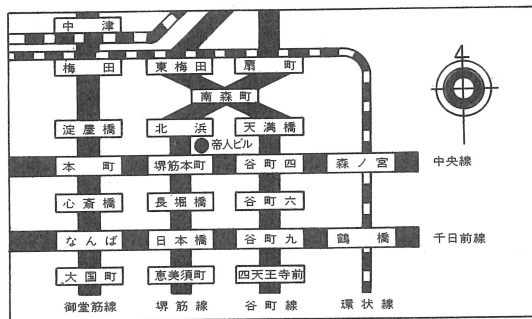 中津
梅田 東梅田 扇町
南森町
淀屋橋 北浜 天満橋
帝人ビル
本町 堺筋本町 谷町四 森ノ宮 中央線
心斎橋 長堀橋 谷町六
なんば 日本橋 谷町九 鶴橋 千日前線
大国町 恵美須町 四天王寺前
御堂筋線 堺筋線 谷町線 環状線
4